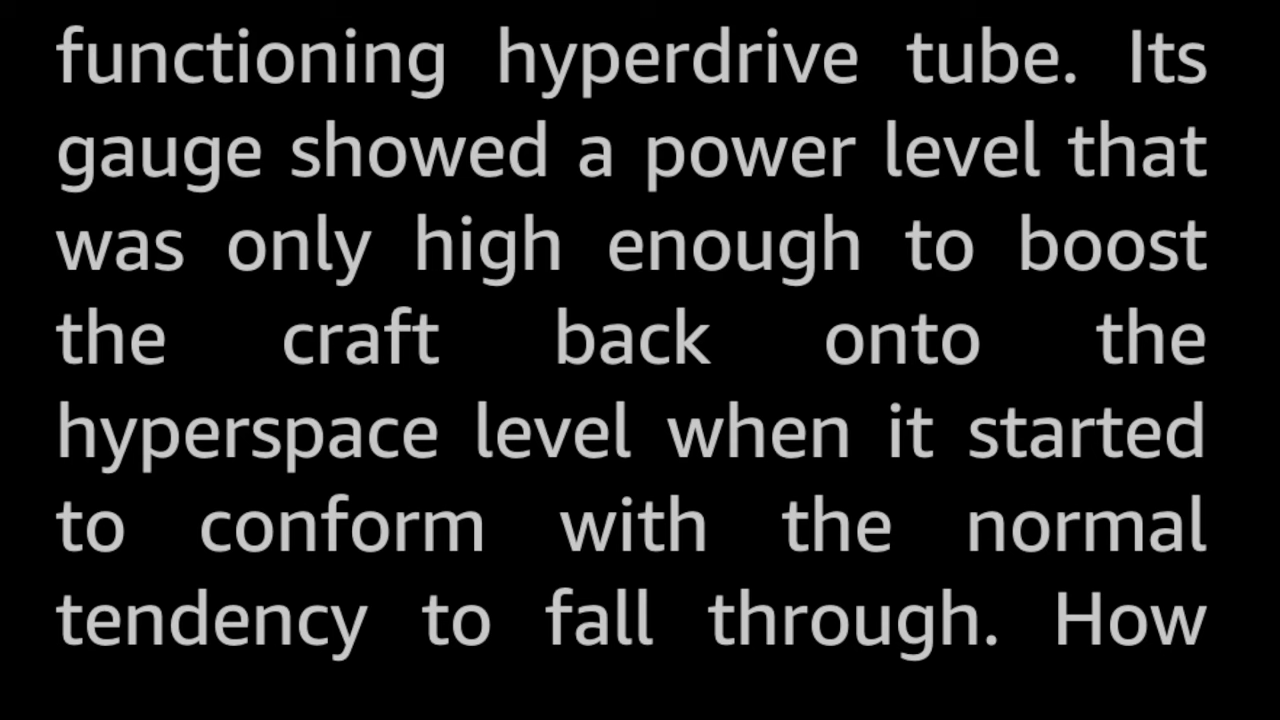 functioning hyperdrive tube. Its
gauge showed a power level that
was only high enough to boost
the craft back onto the
hyperspace level when it started
to conform with the normal
tendency to fall through. How